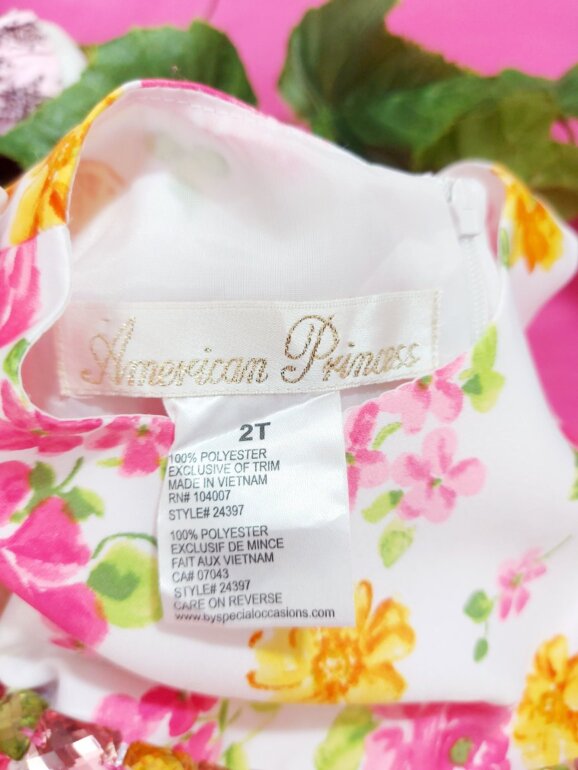 American Princess
2T
100% POLYESTER
EXCLUSIVE OF TRIM
MADE IN VIETNAM
RN# 104007
STYLE# 24397
100% POLYESTER
EXCLUSIF DE MINCE
FAIT AUX VIETNAM
CA# 07043
STYLE# 24397
CARE ON REVERSE
www.byspecialoccasions.com/